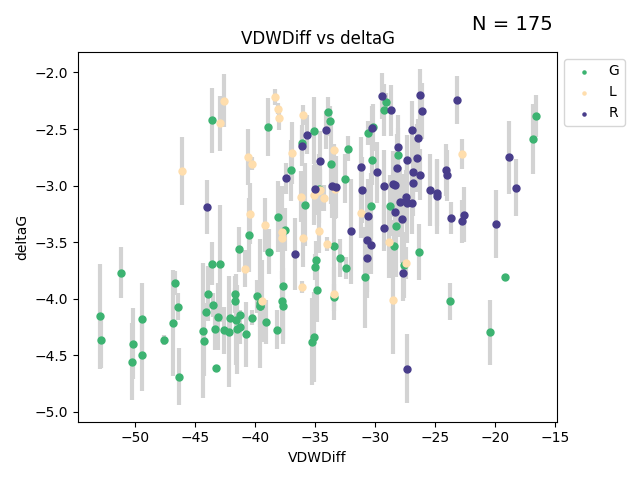 N = 175
VDWDiff vs deltaG
G
L
R
deltaG
−2.0
−2.5
−3.0
−3.5
−4.0
−4.5
−5.0
−50
−45
−40
−35
−30
−25
−20
−15
VDWDiff